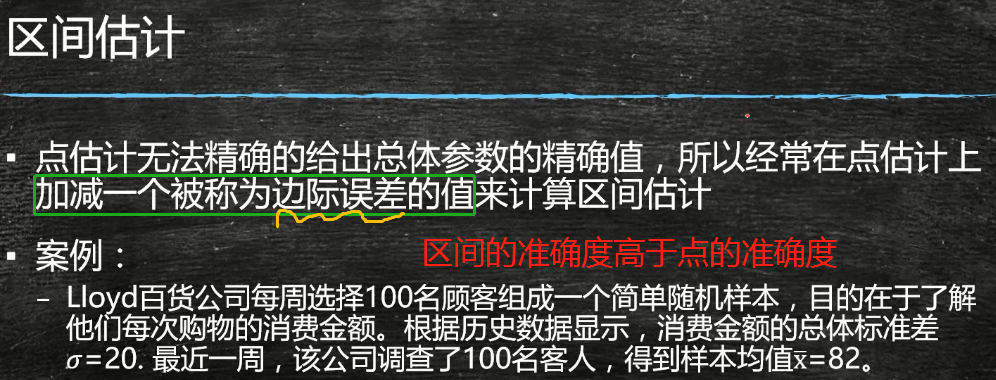 区间估计
▪ 点估计无法精确的给出总体参数的精确值，所以经常在点估计上
加减一个被称为边际误差的值来计算区间估计
▪ 案例：
区间的准确度高于点的准确度
– Lloyd百货公司每周选择100名顾客组成一个简单随机样本，目的在于了解
他们每次购物的消费金额。根据历史数据显示，消费金额的总体标准差
𝜎=20. 最近一周，该公司调查了100名客人，得到样本均值x̄=82。